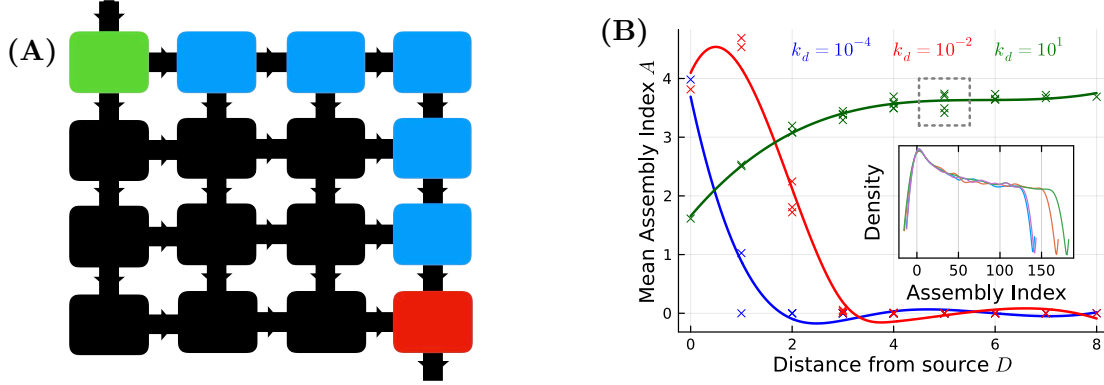 (A)
(B)
k_d = 10^{-4} k_d = 10^{-2} k_d = 10^1
Mean Assembly Index A
4
3
2
1
0
0 2 4 6 8
Distance from source D
Density
0 50 100 150
Assembly Index